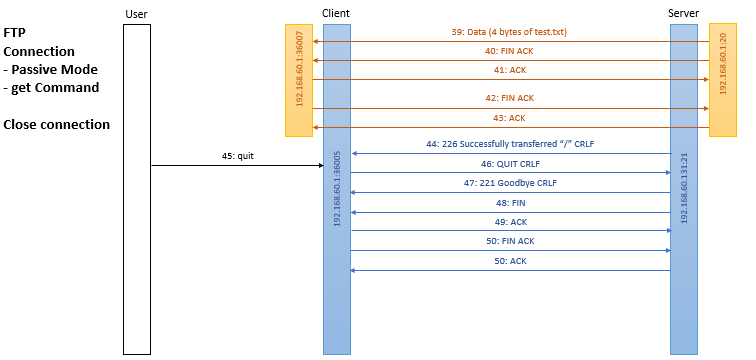 User
Client
Server
FTP
Connection
- Passive Mode
- get Command
Close connection
192.168.60.1:36007
192.168.60.1:20
39: Data (4 bytes of test.txt)
40: FIN ACK
41: ACK
42: FIN ACK
43: ACK
192.168.60.1:36005
192.168.60.131:21
44: 226 Successfully transferred “/” CRLF
45: quit
46: QUIT CRLF
47: 221 Goodbye CRLF
48: FIN
49: ACK
50: FIN ACK
50: ACK